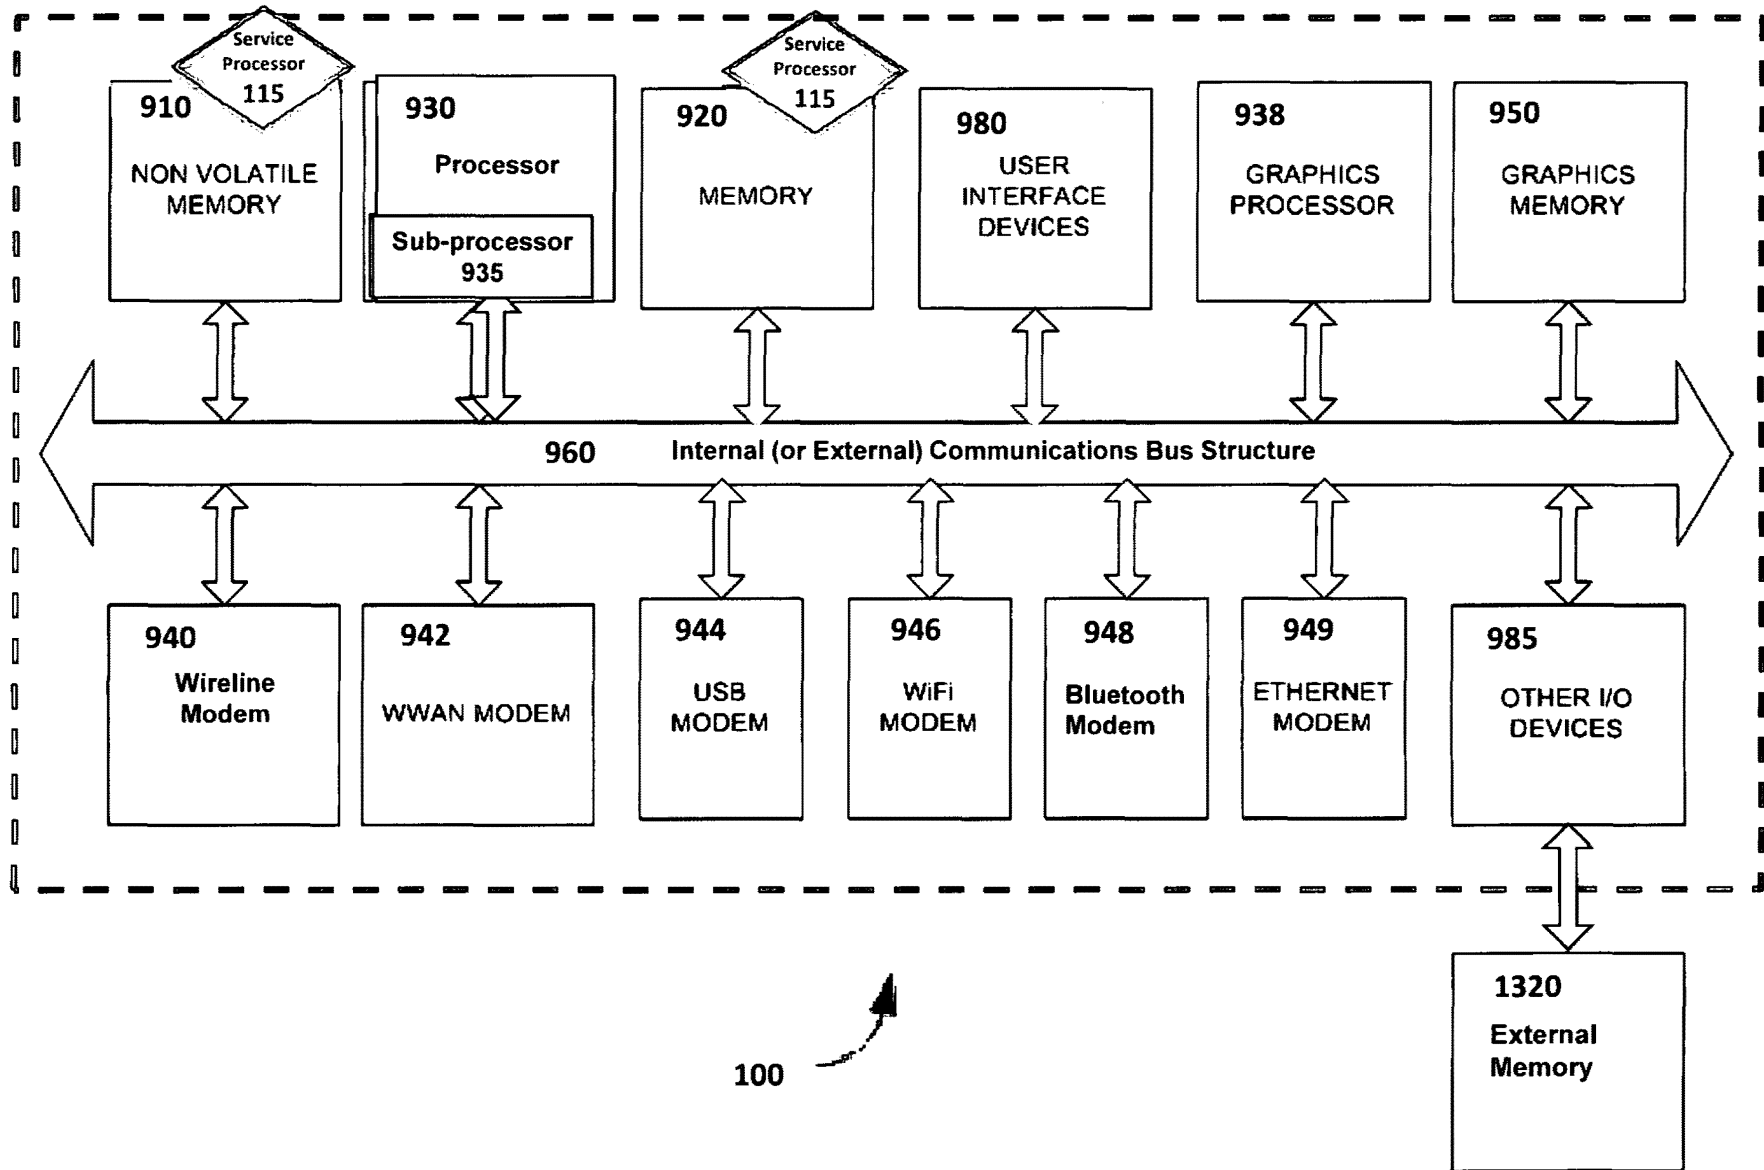 Service
Processor
115
910
NON VOLATILE
MEMORY
930
Processor
Sub-processor
935
Service
Processor
115
920
MEMORY
980
USER
INTERFACE
DEVICES
938
GRAPHICS
PROCESSOR
950
GRAPHICS
MEMORY
960 Internal (or External) Communications Bus Structure
940
Wireline
Modem
942
WWAN MODEM
944
USB
MODEM
946
WiFi
MODEM
948
Bluetooth
Modem
949
ETHERNET
MODEM
985
OTHER I/O
DEVICES
1320
External
Memory
100